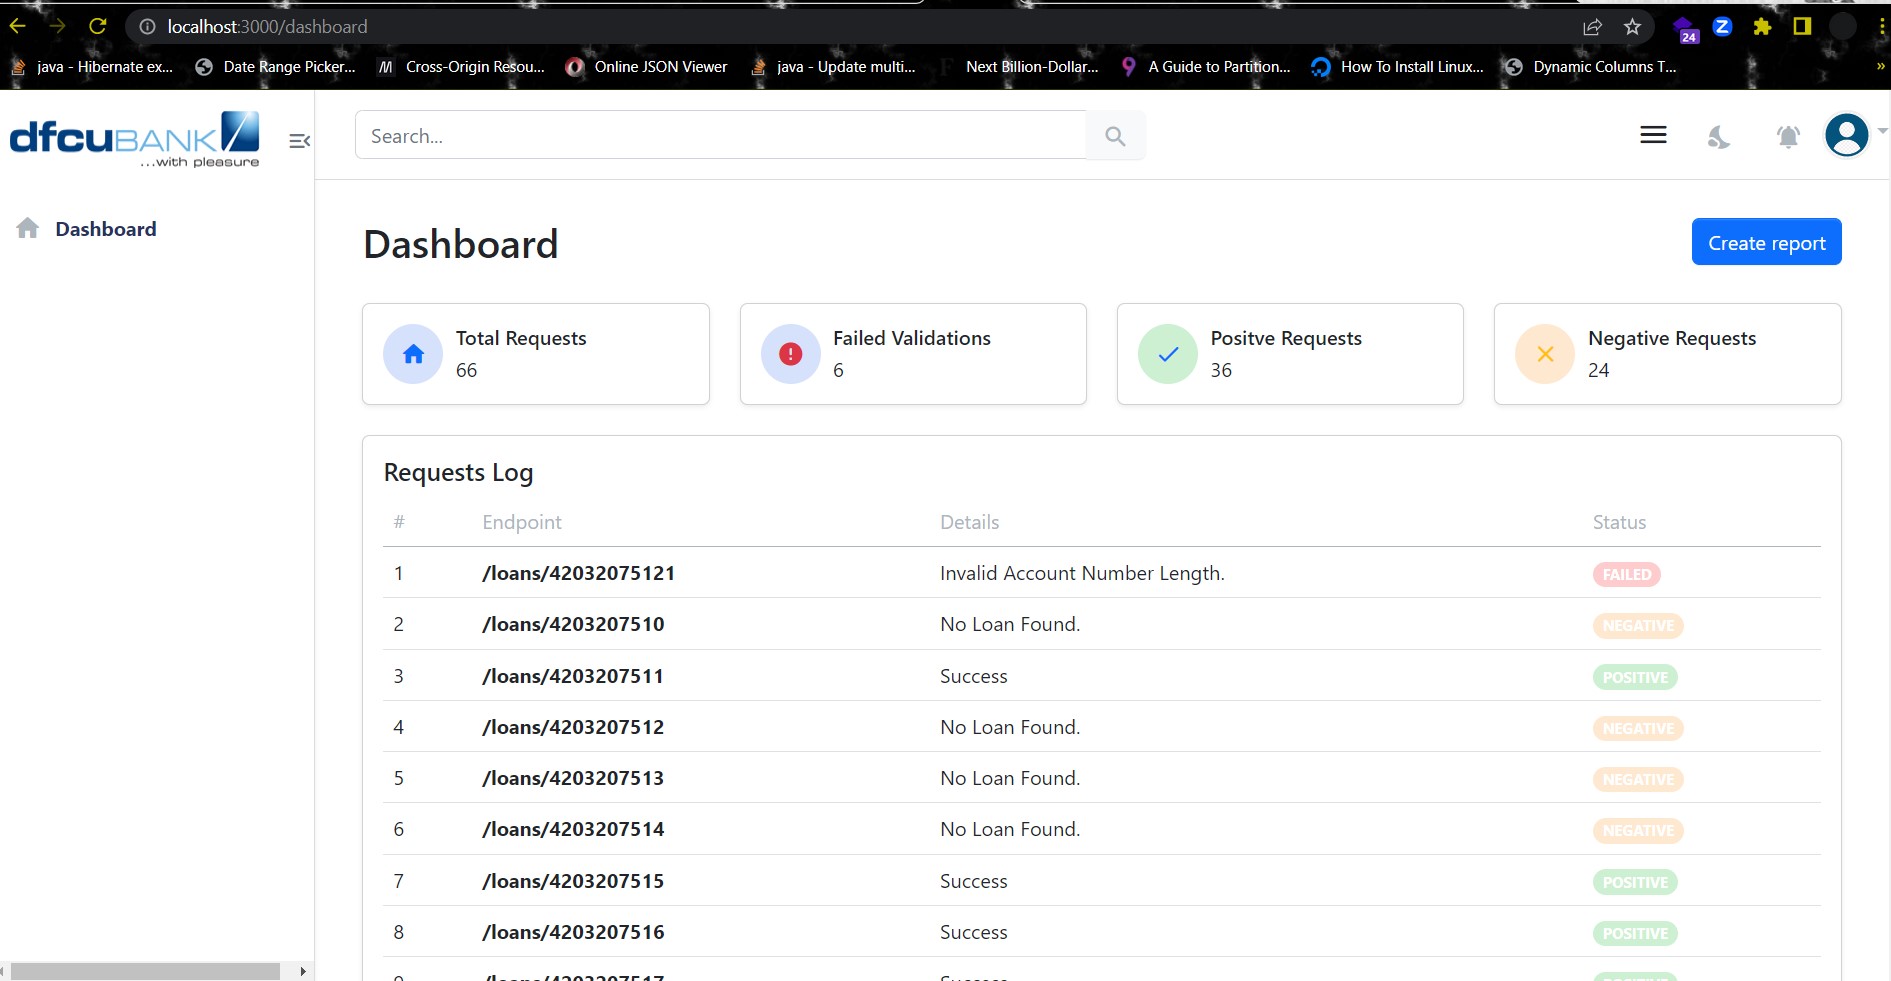 localhost:3000/dashboard
24
Z
java - Hibernate ex...
Date Range Picker...
Cross-Origin Resou...
Online JSON Viewer
java - Update multi...
Next Billion-Dollar...
A Guide to Partition...
How To Install Linux...
Dynamic Columns T...
»
dfcuBANK
...with pleasure
Search...
Dashboard
Dashboard
Create report
Total Requests
66
Failed Validations
6
Positve Requests
36
Negative Requests
24
Requests Log
# Endpoint Details Status
1 /loans/42032075121 Invalid Account Number Length. FAILED
2 /loans/4203207510 No Loan Found. NEGATIVE
3 /loans/4203207511 Success POSITIVE
4 /loans/4203207512 No Loan Found. NEGATIVE
5 /loans/4203207513 No Loan Found. NEGATIVE
6 /loans/4203207514 No Loan Found. NEGATIVE
7 /loans/4203207515 Success POSITIVE
8 /loans/4203207516 Success POSITIVE
9 /loans/4203207517 Success POSITIVE